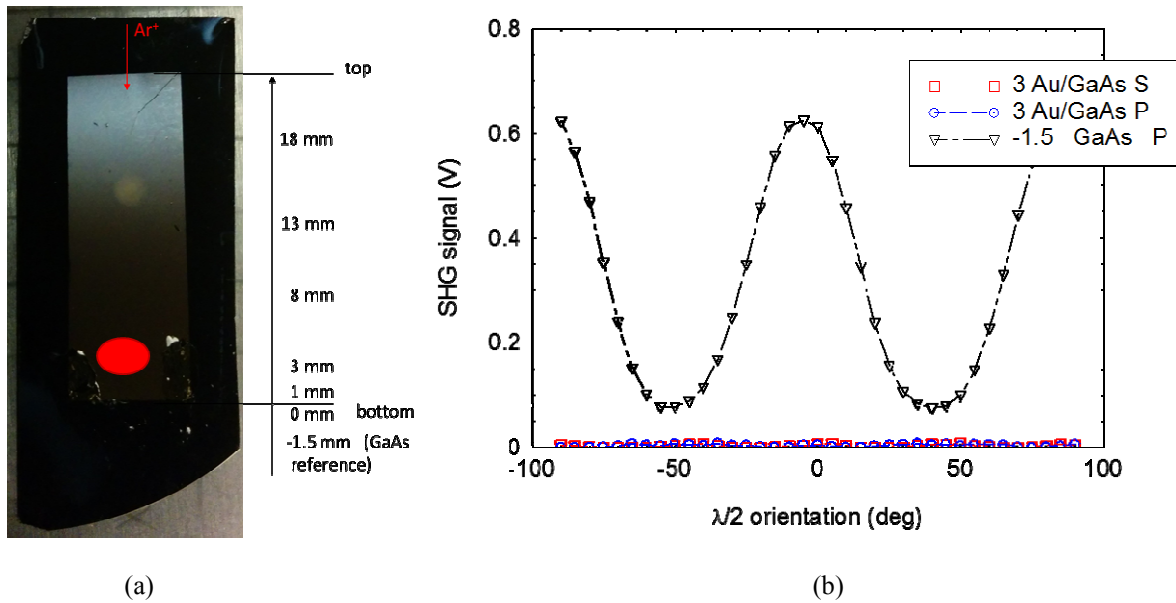 Ar⁺
top
18 mm
13 mm
8 mm
3 mm
1 mm
0 mm
bottom
-1.5 mm (GaAs
reference)
(a)
0.8
0.6
0.4
0.2
0
SHG signal (V)
-100
-50
0
50
100
λ/2 orientation (deg)
3 Au/GaAs S
3 Au/GaAs P
-1.5 GaAs P
(b)